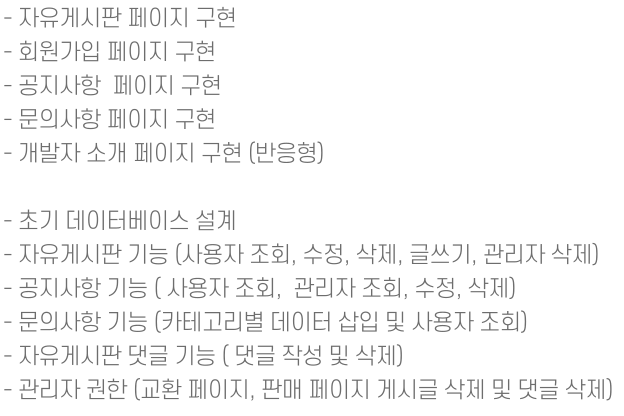 - 자유게시판 페이지 구현
- 회원가입 페이지 구현
- 공지사항  페이지 구현
- 문의사항 페이지 구현
- 개발자 소개 페이지 구현 (반응형)
- 초기 데이터베이스 설계
- 자유게시판 기능 (사용자 조회, 수정, 삭제, 글쓰기, 관리자 삭제)
- 공지사항 기능 ( 사용자 조회,  관리자 조회, 수정, 삭제)
- 문의사항 기능 (카테고리별 데이터 삽입 및 사용자 조회)
- 자유게시판 댓글 기능 ( 댓글 작성 및 삭제)
- 관리자 권한 (교환 페이지, 판매 페이지 게시글 삭제 및 댓글 삭제)